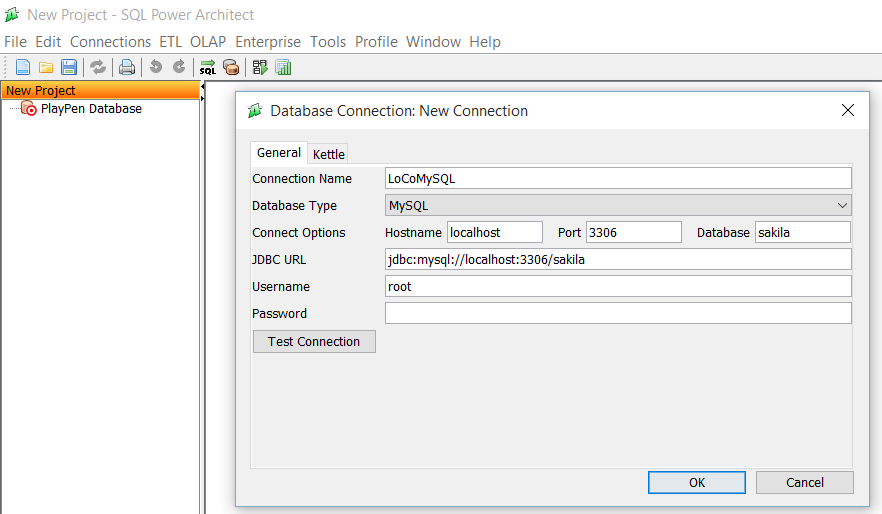 New Project - SQL Power Architect
File Edit Connections ETL OLAP Enterprise Tools Profile Window Help
SQL
New Project
PlayPen Database
Database Connection: New Connection
General Kettle
Connection Name LoCoMySQL
Database Type MySQL
Connect Options Hostname localhost Port 3306 Database sakila
JDBC URL jdbc:mysql://localhost:3306/sakila
Username root
Password
Test Connection
OK Cancel